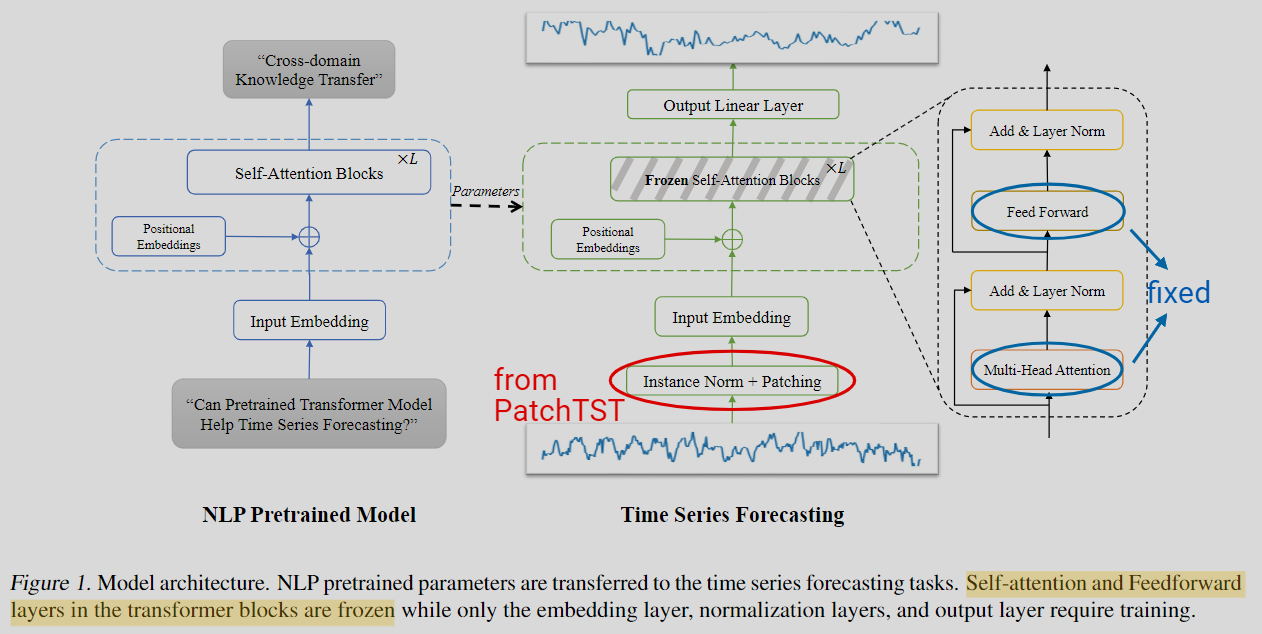 “Cross-domain
Knowledge Transfer”
Self-Attention Blocks
×L
Positional
Embeddings
Input Embedding
“Can Pretrained Transformer Model
Help Time Series Forecasting?”
NLP Pretrained Model
Parameters
Output Linear Layer
Frozen Self-Attention Blocks
×L
Positional
Embeddings
Input Embedding
Instance Norm + Patching
from
PatchTST
Time Series Forecasting
Add & Layer Norm
Feed Forward
fixed
Add & Layer Norm
Multi-Head Attention
Figure 1. Model architecture. NLP pretrained parameters are transferred to the time series forecasting tasks. Self-attention and Feedforward
layers in the transformer blocks are frozen while only the embedding layer, normalization layers, and output layer require training.